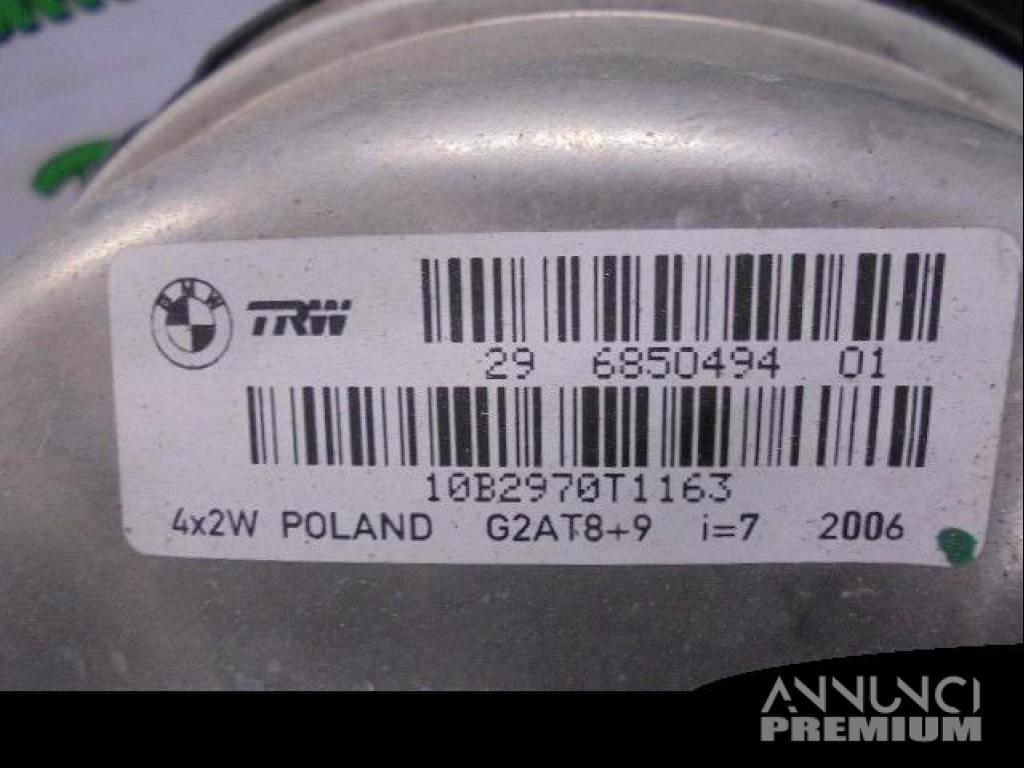 BMW TRW
29 6850494 01
10B2970T1163
4x2W POLAND G2AT8+9 i=7 2006
ANNUNCI
PREMIUM